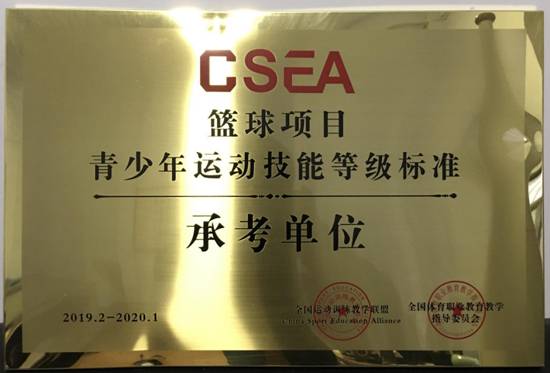 CSEA
篮球项目
青少年运动技能等级标准
承考单位
2019.2-2020.1
全国运动训练教学联盟
China Sport Education Alliance
全国体育职业教育教学
指导委员会